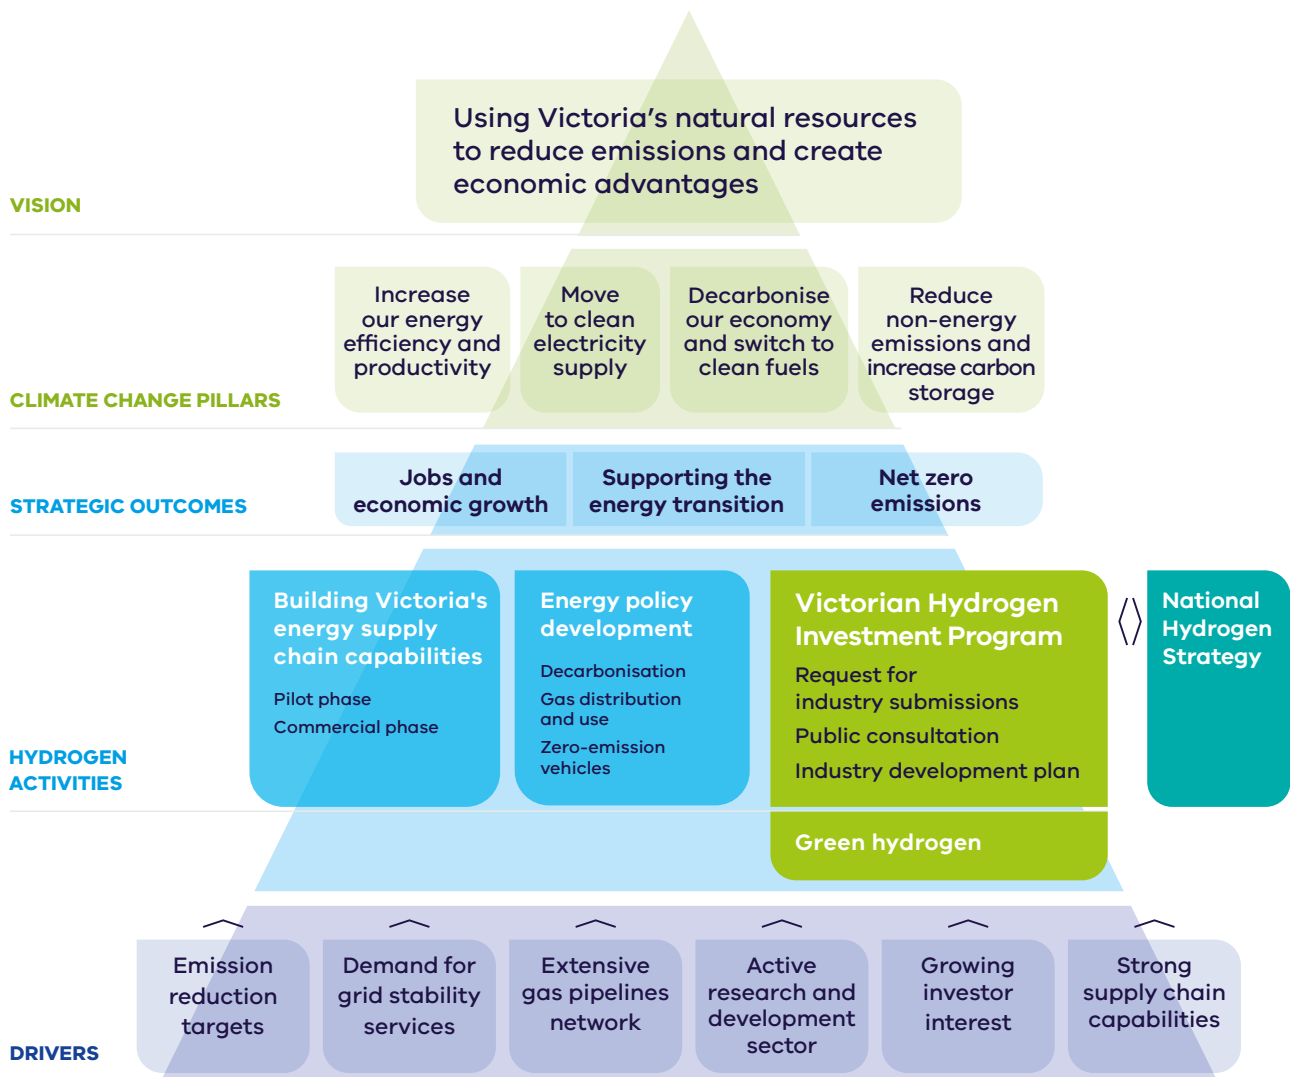 Using Victoria's natural resources
to reduce emissions and create
economic advantages
VISION
Increase
our energy
efficiency and
productivity
Move
to clean
electricity
supply
Decarbonise
our economy
and switch to
clean fuels
Reduce
non-energy
emissions and
increase carbon
storage
CLIMATE CHANGE PILLARS
Jobs and
economic growth
Supporting the
energy transition
Net zero
emissions
STRATEGIC OUTCOMES
Building Victoria's
energy supply
chain capabilities
Pilot phase
Commercial phase
Energy policy
development
Decarbonisation
Gas distribution
and use
Zero-emission
vehicles
Victorian Hydrogen
Investment Program
Request for
industry submissions
Public consultation
Industry development plan
National
Hydrogen
Strategy
HYDROGEN
ACTIVITIES
Green hydrogen
Emission
reduction
targets
Demand for
grid stability
services
Extensive
gas pipelines
network
Active
research and
development
sector
Growing
investor
interest
Strong
supply chain
capabilities
DRIVERS